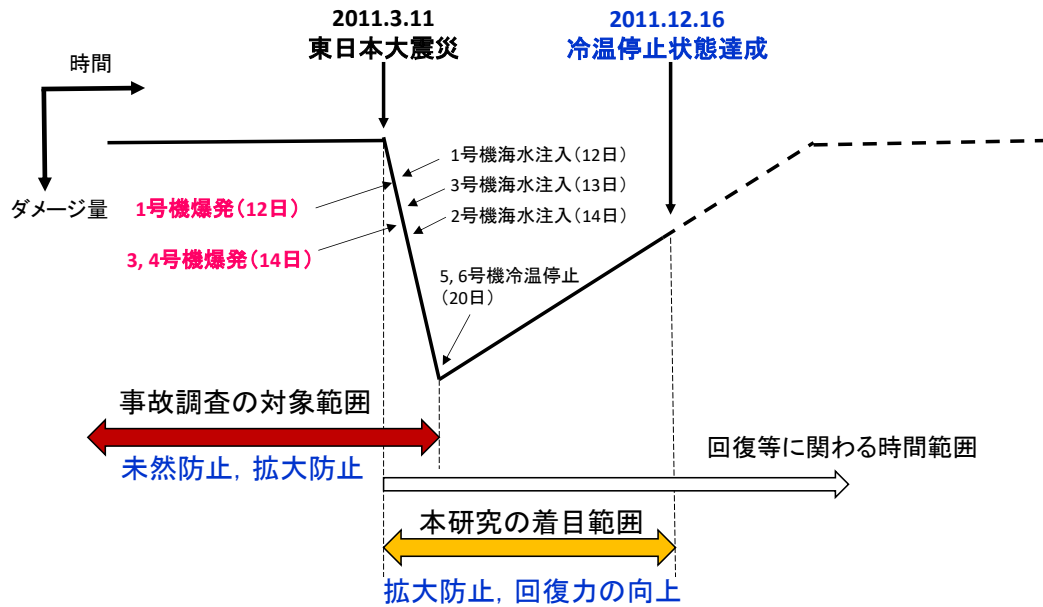 2011.3.11
東日本大震災
2011.12.16
冷温停止状態達成
時間
ダメージ量
1号機爆発(12日)
3, 4号機爆発(14日)
1号機海水注入(12日)
3号機海水注入(13日)
2号機海水注入(14日)
5, 6号機冷温停止
(20日)
事故調査の対象範囲
未然防止, 拡大防止
回復等に関わる時間範囲
本研究の着目範囲
拡大防止, 回復力の向上